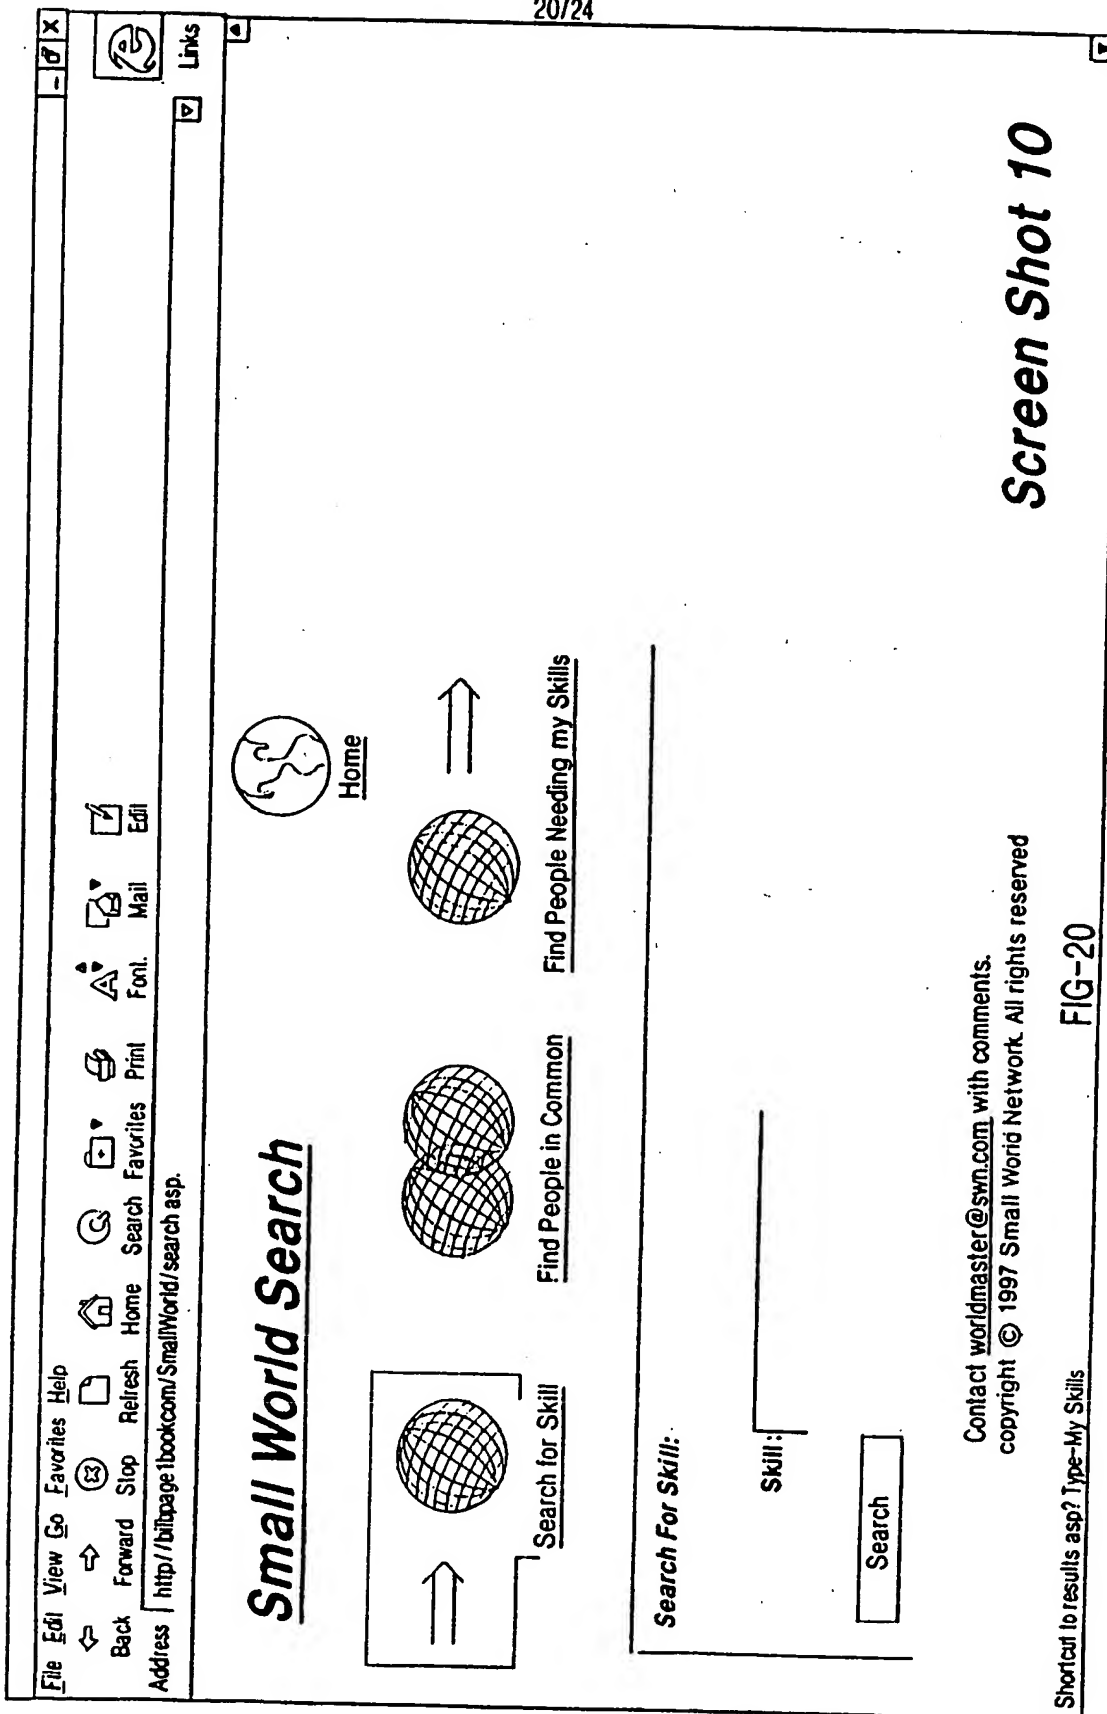 20/24
File Edit View Go Favorites Help
Back Forward Stop Refresh Home Search Favorites Print Font. Mail Edit
Address http//bilbpage1bookcom/SmallWorld/search asp.
Links
Small World Search
Home
Search for Skill
Find People in Common
Find People Needing my Skills
Search For Skill:
Skill:
Search
Contact worldmaster@swn.com with comments.
copyright © 1997 Small World Network. All rights reserved
Screen Shot 10
Shortcut to results asp? Type-My Skills
FIG-20